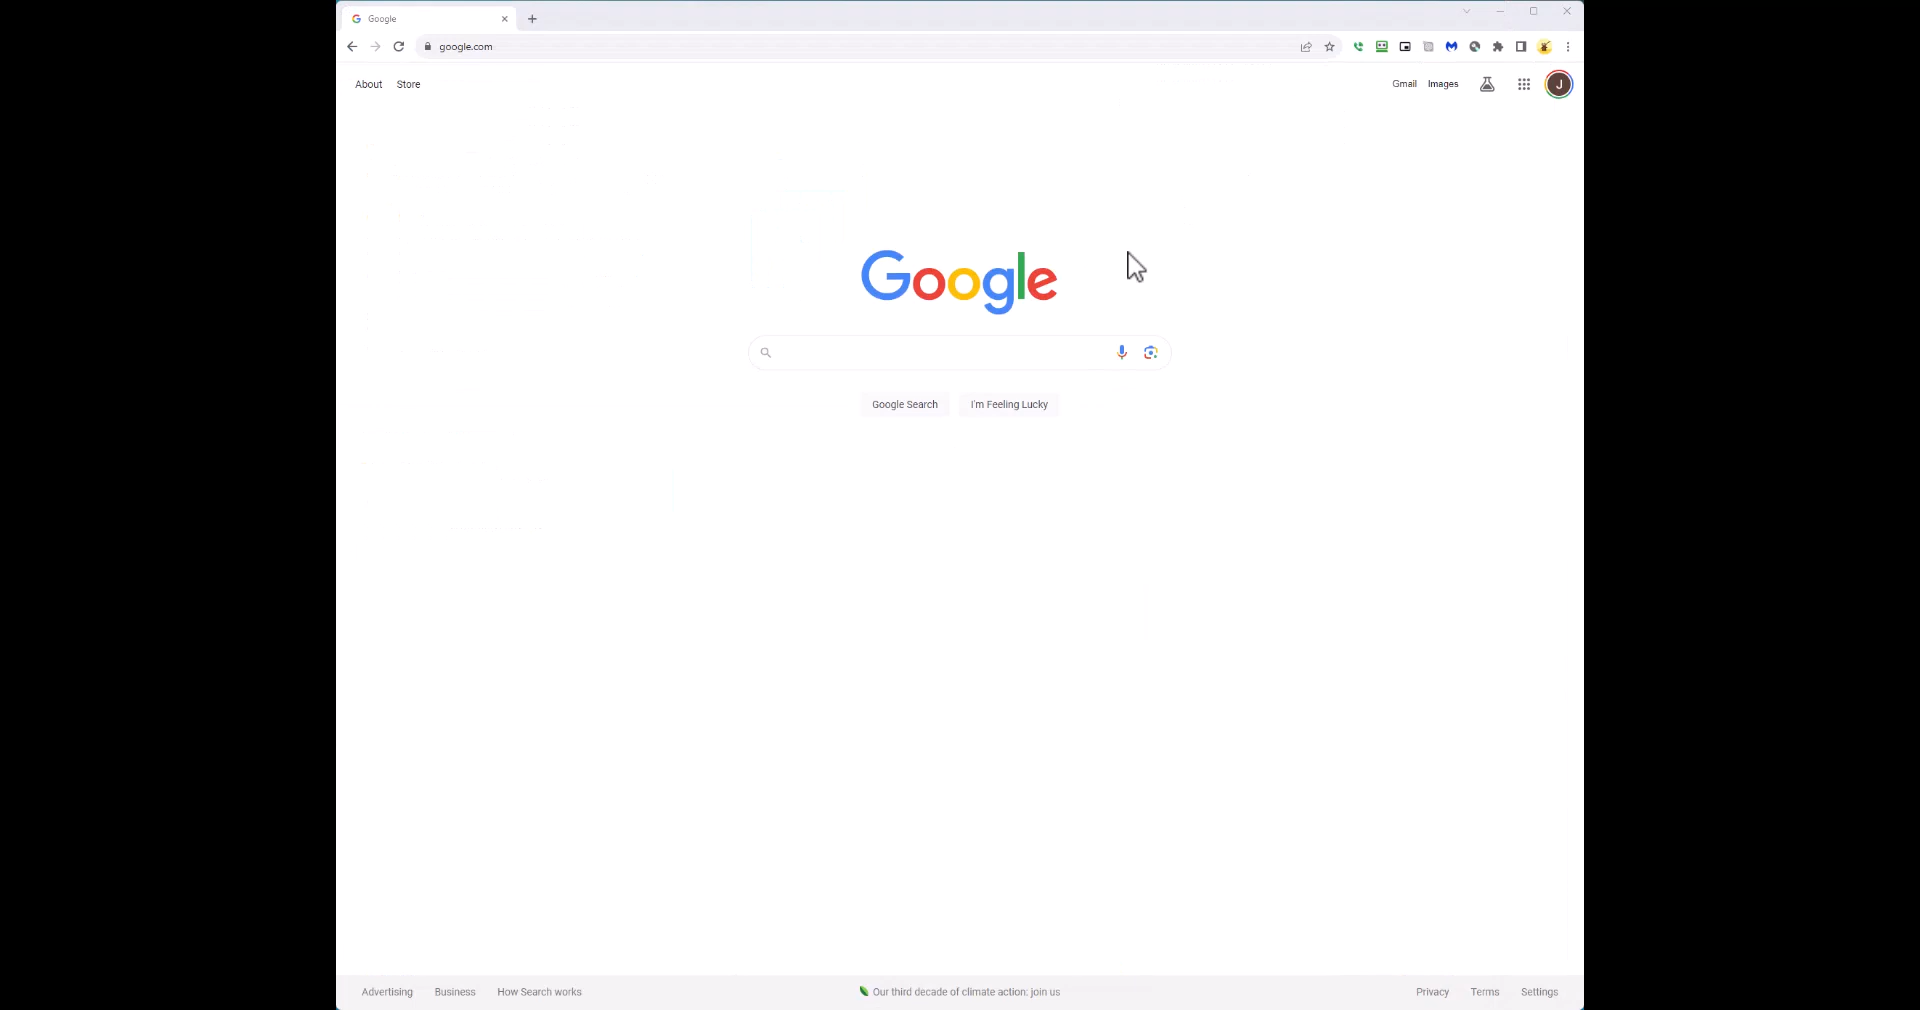 Google
google.com
About Store Gmail Images J
Google
Google Search I'm Feeling Lucky
Advertising Business How Search works Our third decade of climate action: join us Privacy Terms Settings